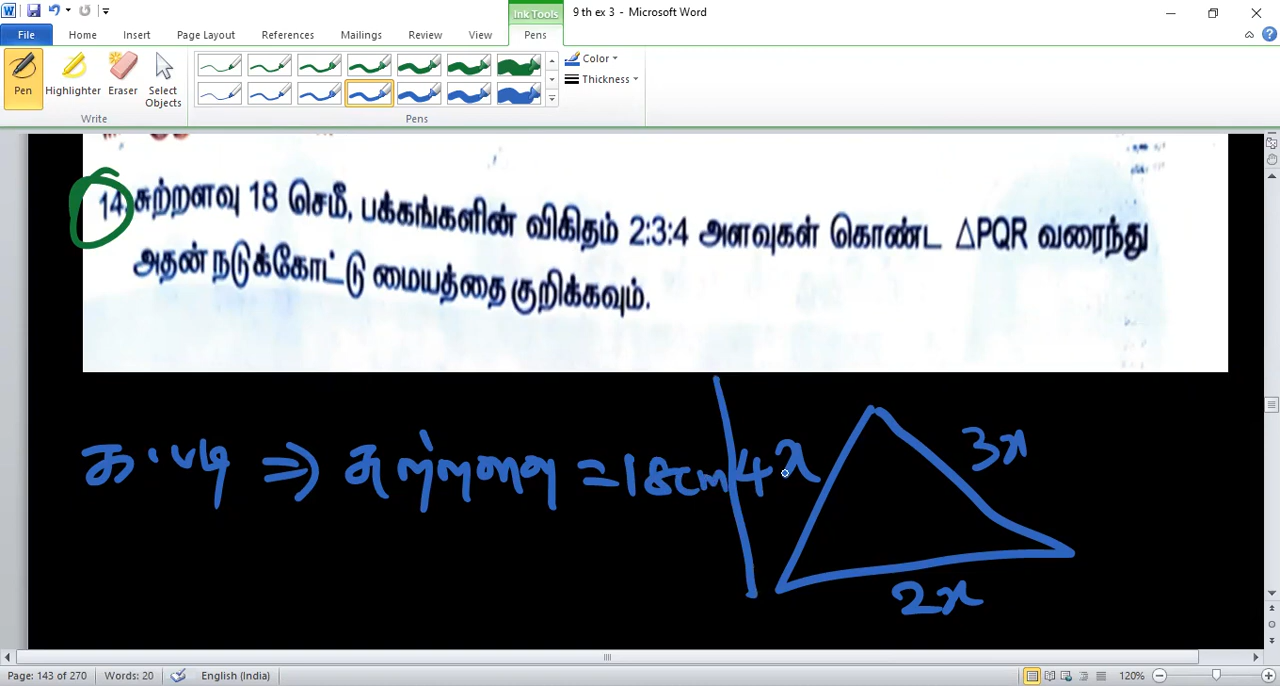 9 th ex 3 - Microsoft Word
Ink Tools
File Home Insert Page Layout References Mailings Review View Pens
Color
Thickness
Pen Highlighter Eraser Select Objects
Write Pens
14. சுற்றளவு 18 செமீ, பக்கங்களின் விகிதம் 2:3:4 அளவுகள் கொண்ட △PQR வரைந்து
அதன் நடுக்கோட்டு மையத்தை குறிக்கவும்.
க.படி ⇒ சுற்றளவு = 18cm
4x
3x
2x
Page: 143 of 270 Words: 20 English (India) 120%